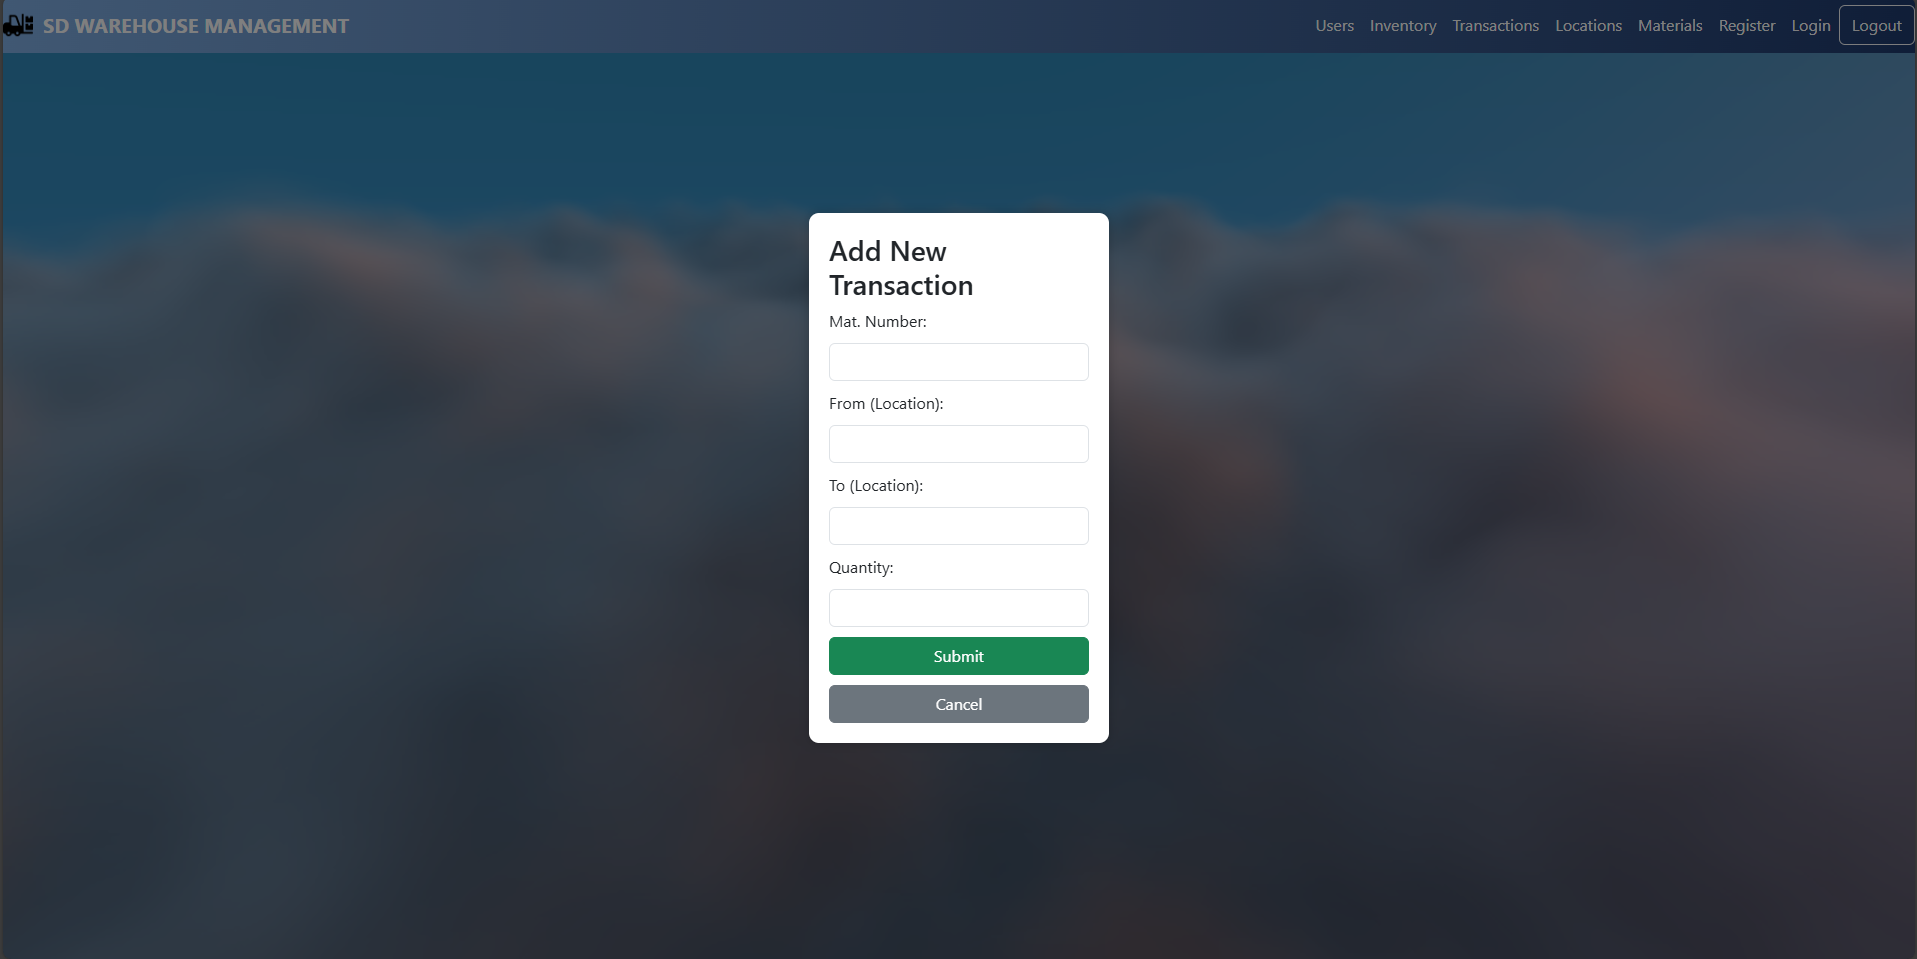 SD WAREHOUSE MANAGEMENT
Users Inventory Transactions Locations Materials Register Login Logout
Add New
Transaction
Mat. Number:
From (Location):
To (Location):
Quantity:
Submit
Cancel